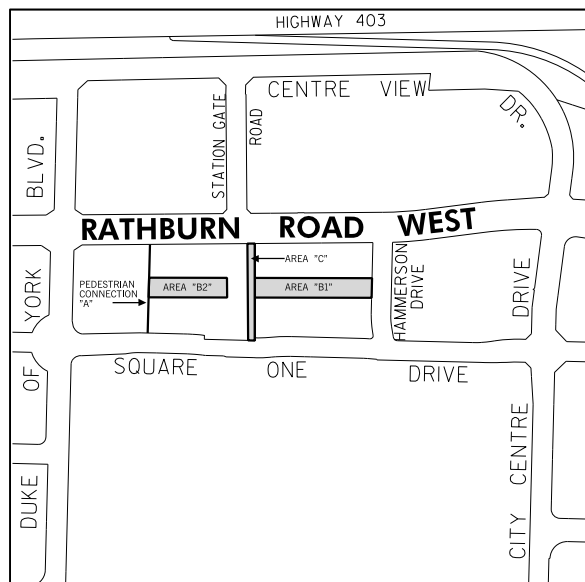 HIGHWAY 403
CENTRE VIEW
DR.
STATION GATE
ROAD
BLVD.
RATHBURN ROAD WEST
AREA "C"
PEDESTRIAN
CONNECTION
"A"
AREA "B2"
AREA "B1"
HAMMERSON
DRIVE
DRIVE
YORK
SQUARE ONE DRIVE
OF
CITY CENTRE
DUKE